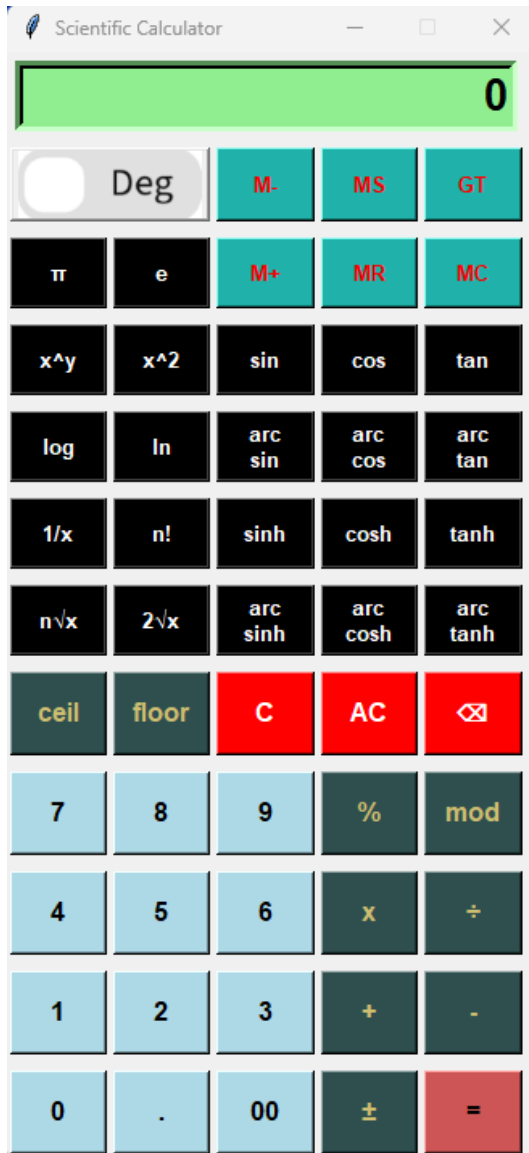 Scientific Calculator
0
Deg M- MS GT
π e M+ MR MC
x^y x^2 sin cos tan
log ln arc sin arc cos arc tan
1/x n! sinh cosh tanh
n√x 2√x arc sinh arc cosh arc tanh
ceil floor C AC ⌫
7 8 9 % mod
4 5 6 x ÷
1 2 3 + -
0 . 00 ± =